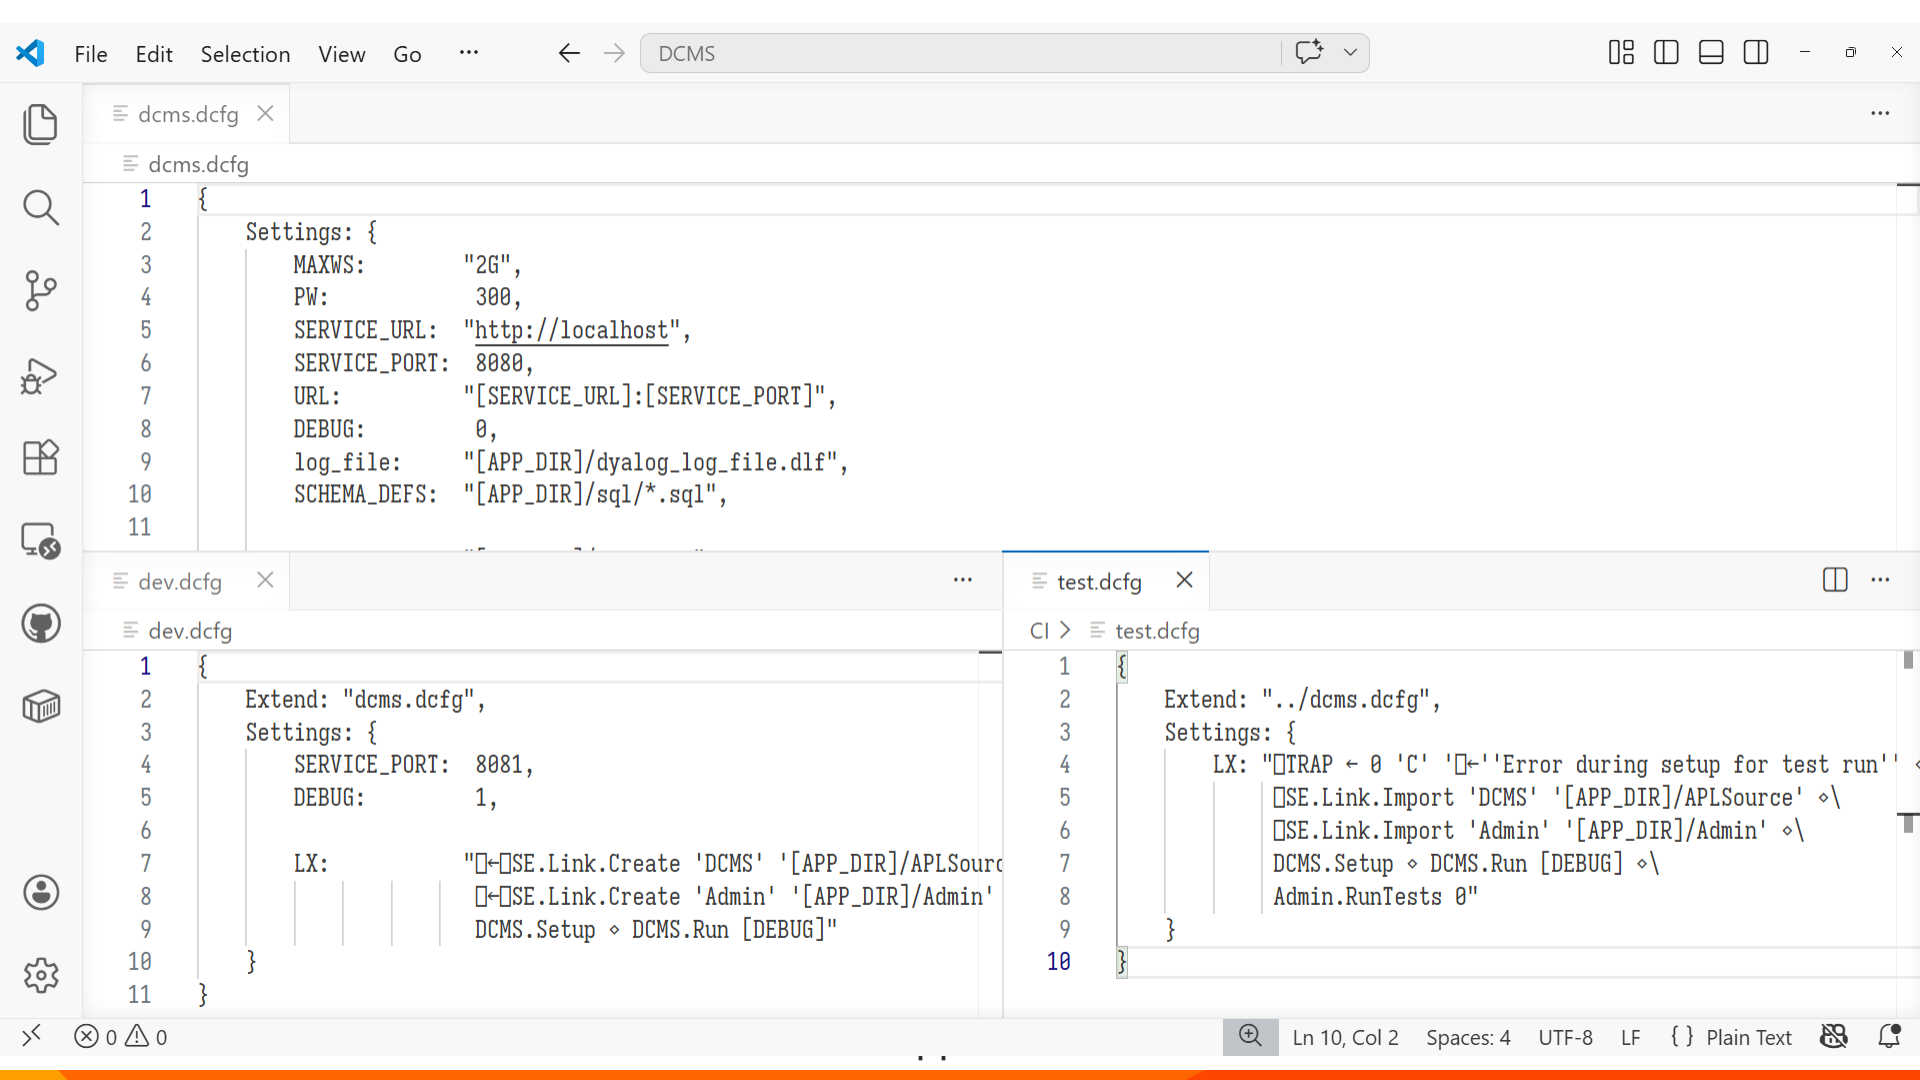 File Edit Selection View Go ··· DCMS
dcms.dcfg
dcms.dcfg
1 {
2 Settings: {
3 MAXWS: "2G",
4 PW: 300,
5 SERVICE_URL: "http://localhost",
6 SERVICE_PORT: 8080,
7 URL: "[SERVICE_URL]:[SERVICE_PORT]",
8 DEBUG: 0,
9 log_file: "[APP_DIR]/dyalog_log_file.dlf",
10 SCHEMA_DEFS: "[APP_DIR]/sql/*.sql",
11
dev.dcfg
dev.dcfg
1 {
2 Extend: "dcms.dcfg",
3 Settings: {
4 SERVICE_PORT: 8081,
5 DEBUG: 1,
6
7 LX: "⎕←⎕SE.Link.Create 'DCMS' '[APP_DIR]/APLSourc
8 ⎕←⎕SE.Link.Create 'Admin' '[APP_DIR]/Admin'
9 DCMS.Setup ⋄ DCMS.Run [DEBUG]"
10 }
11 }
test.dcfg
CI > test.dcfg
1 {
2 Extend: "../dcms.dcfg",
3 Settings: {
4 LX: "⎕TRAP ← 0 'C' '⎕←''Error during setup for test run''
5 ⎕SE.Link.Import 'DCMS' '[APP_DIR]/APLSource' ⋄\
6 ⎕SE.Link.Import 'Admin' '[APP_DIR]/Admin' ⋄\
7 DCMS.Setup ⋄ DCMS.Run [DEBUG] ⋄\
8 Admin.RunTests 0"
9 }
10 }
0 0 Ln 10, Col 2 Spaces: 4 UTF-8 LF { } Plain Text